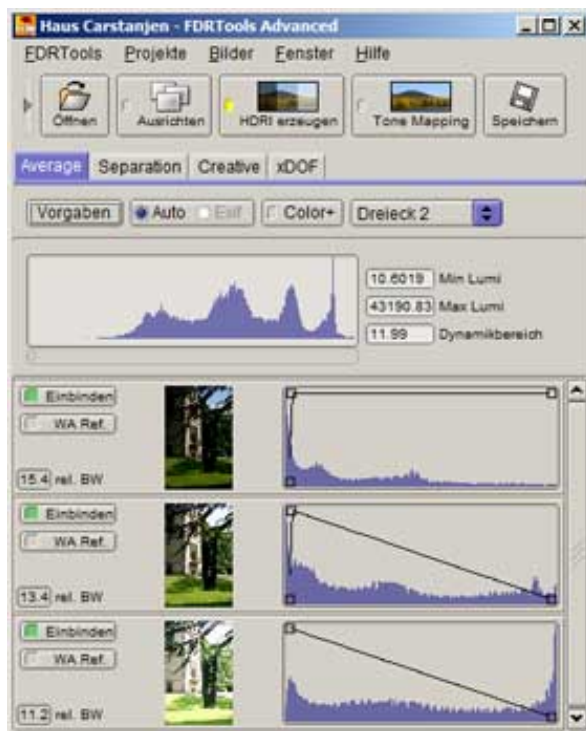 Haus Carstanjen - FDRTools Advanced
FDRTools Projekte Bilder Fenster Hilfe
Öffnen Ausrichten HDRI erzeugen Tone Mapping Speichern
Average Separation Creative xDOF
Vorgaben Auto Exif Color+ Dreieck 2
10.6019 Min Lumi
43190.83 Max Lumi
11.99 Dynamikbereich
Einbinden
WA Ref.
15.4 rel. BW
Einbinden
WA Ref.
13.4 rel. BW
Einbinden
WA Ref.
11.2 rel. BW